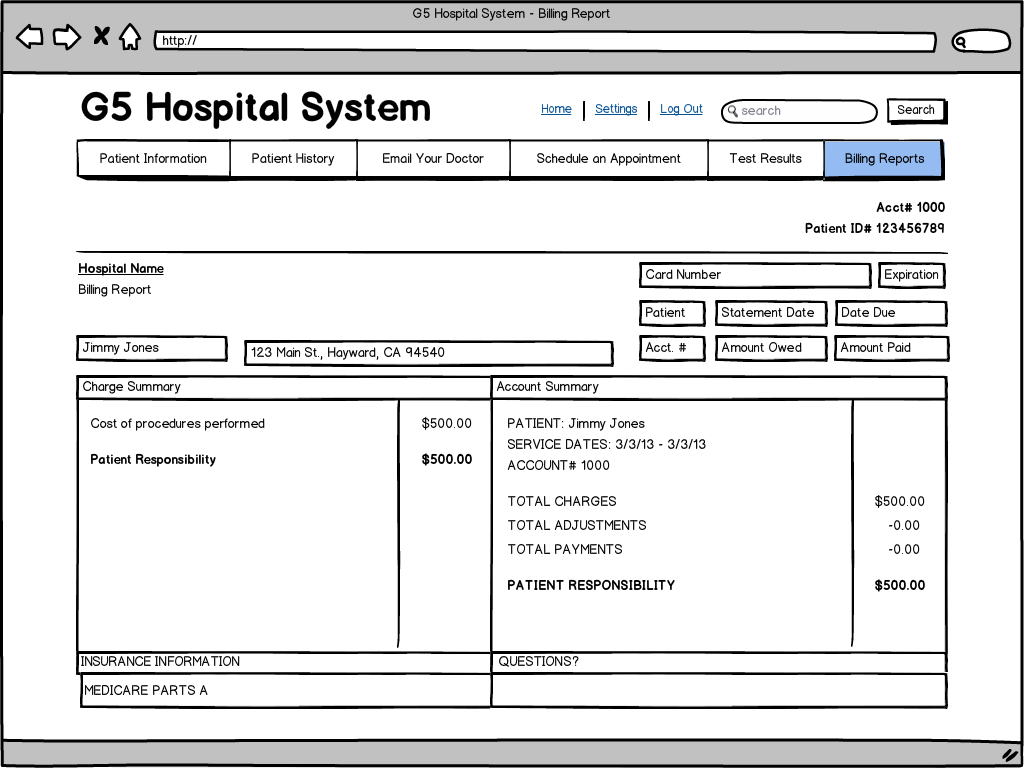 G5 Hospital System - Billing Report
http://
G5 Hospital System
Home Settings Log Out search Search
Patient Information Patient History Email Your Doctor Schedule an Appointment Test Results Billing Reports
Acct# 1000
Patient ID# 123456789
Hospital Name
Billing Report
Card Number Expiration
Patient Statement Date Date Due
Jimmy Jones 123 Main St., Hayward, CA 94540 Acct. # Amount Owed Amount Paid
Charge Summary
Cost of procedures performed $500.00
Patient Responsibility $500.00
Account Summary
PATIENT: Jimmy Jones
SERVICE DATES: 3/3/13 - 3/3/13
ACCOUNT# 1000
TOTAL CHARGES $500.00
TOTAL ADJUSTMENTS -0.00
TOTAL PAYMENTS -0.00
PATIENT RESPONSIBILITY $500.00
INSURANCE INFORMATION
MEDICARE PARTS A
QUESTIONS?